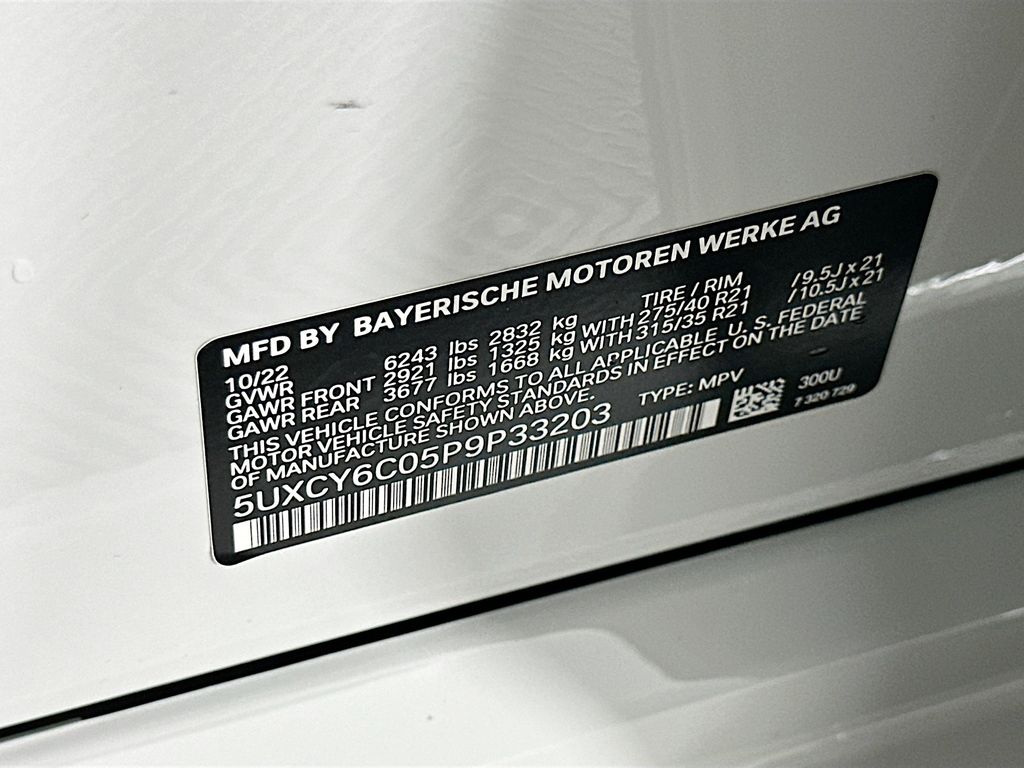 MFD BY BAYERISCHE MOTOREN WERKE AG
10/22 TIRE / RIM
GVWR 6243 lbs 2832 kg
GAWR FRONT 2921 lbs 1325 kg WITH 275/40 R21 /9.5J x 21
GAWR REAR 3677 lbs 1668 kg WITH 315/35 R21 /10.5J x 21
THIS VEHICLE CONFORMS TO ALL APPLICABLE U. S. FEDERAL
MOTOR VEHICLE SAFETY STANDARDS IN EFFECT ON THE DATE
OF MANUFACTURE SHOWN ABOVE.
5UXCY6C05P9P33203 TYPE: MPV 300U
7 320 729